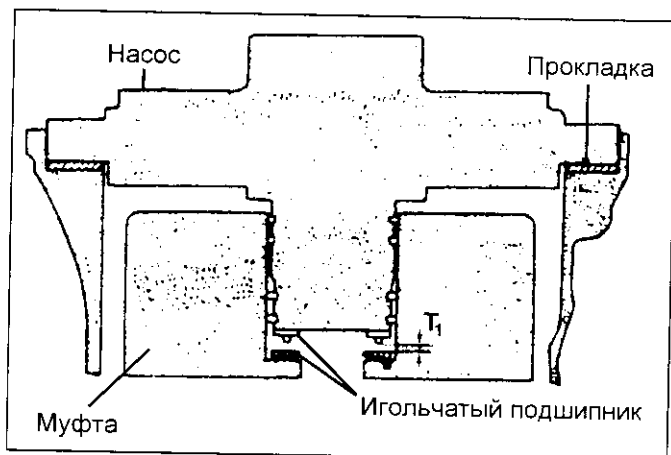 Насос
Прокладка
T₁
Игольчатый подшипник
Муфта